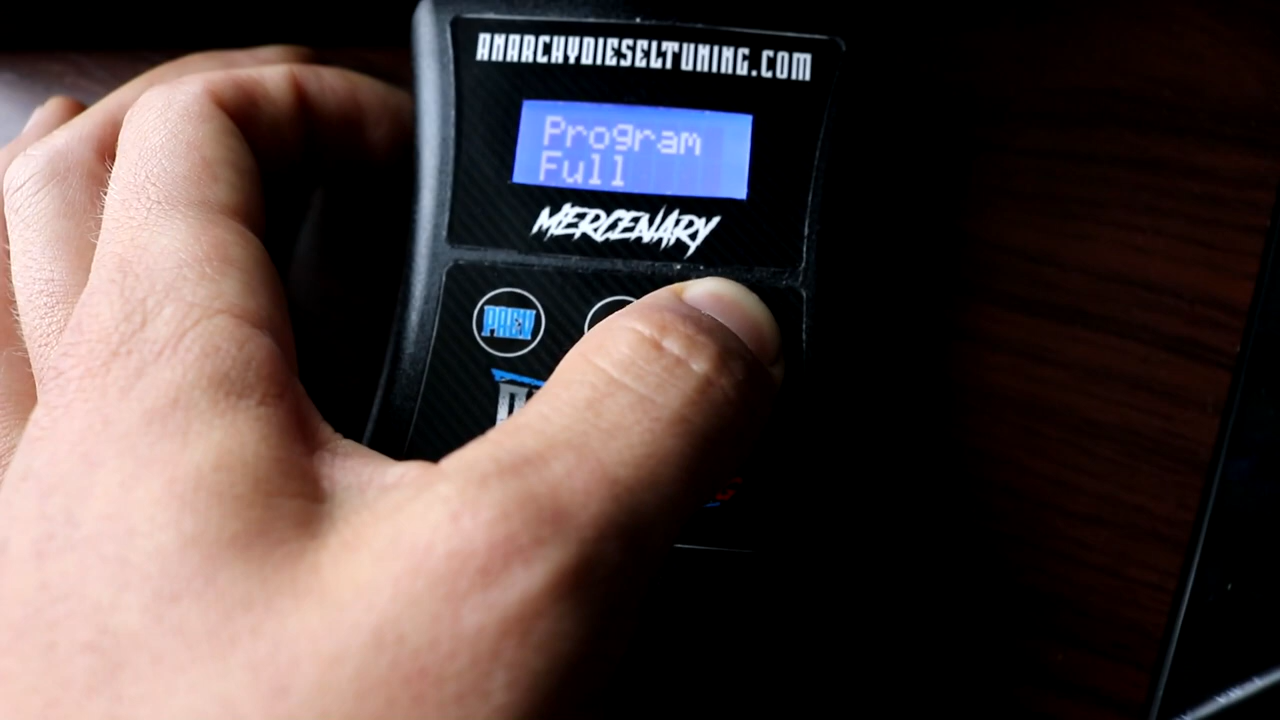 ANARCHYDIESELTUNING.COM
Program
Full
MERCENARY
PREV